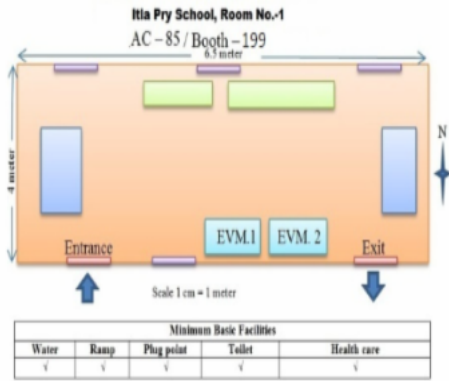 Itia Pry School, Room No.-1
AC – 85 / Booth – 199
6.5 meter
4 meter
N
EVM.1 EVM. 2
Entrance Exit
Scale 1 cm = 1 meter
Minimum Basic Facilities
Water Ramp Plug point Toilet Health care
√ √ √ √ √